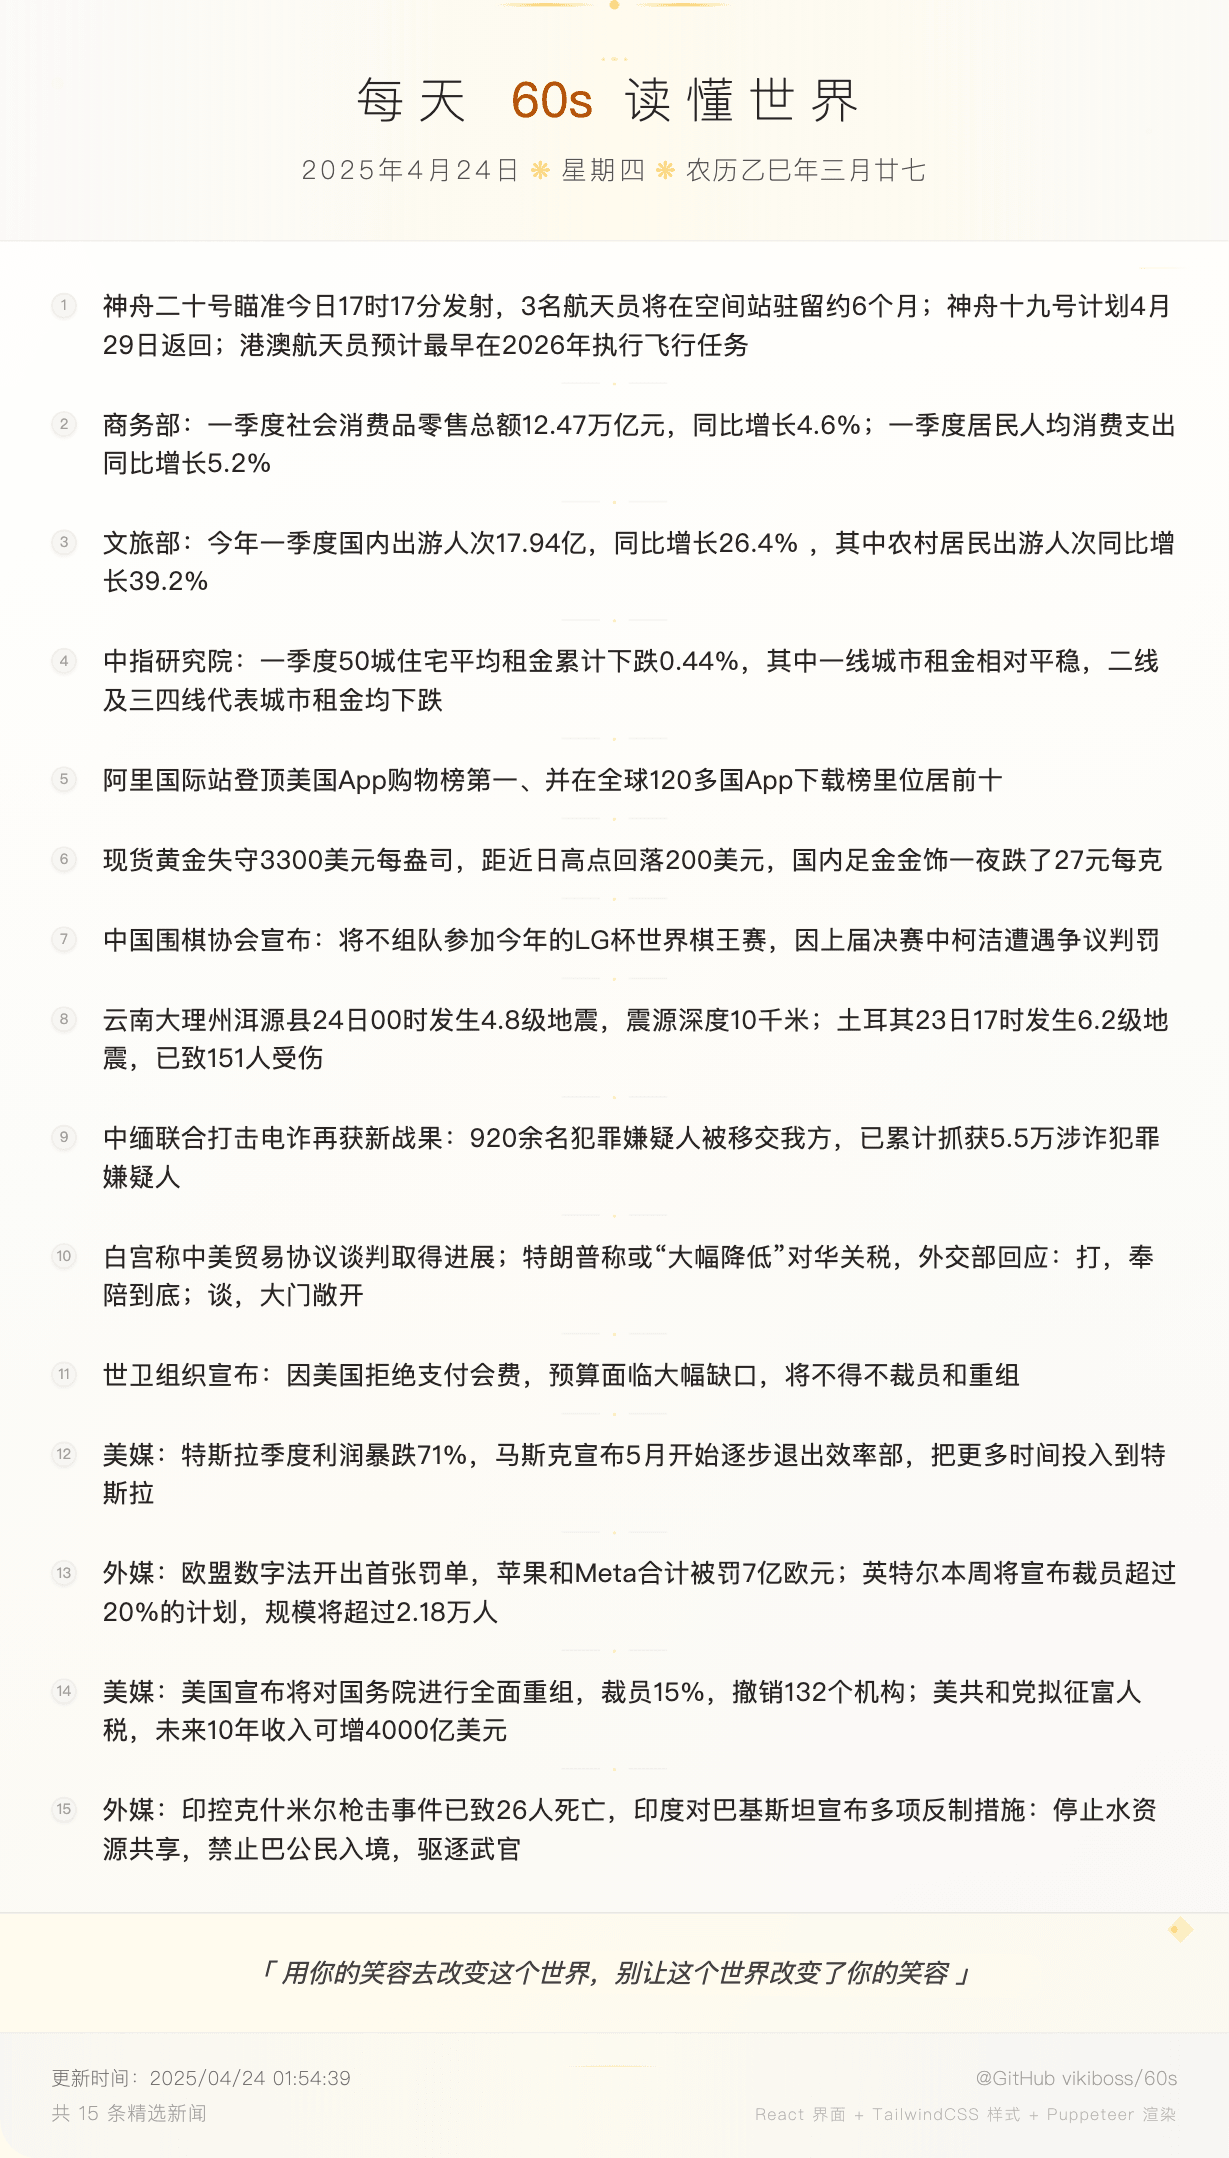 每天 60s 读懂世界
2025年4月24日 ❋ 星期四 ❋ 农历乙巳年三月廿七
1 神舟二十号瞄准今日17时17分发射，3名航天员将在空间站驻留约6个月；神舟十九号计划4月
29日返回；港澳航天员预计最早在2026年执行飞行任务
2 商务部：一季度社会消费品零售总额12.47万亿元，同比增长4.6%；一季度居民人均消费支出
同比增长5.2%
3 文旅部：今年一季度国内出游人次17.94亿，同比增长26.4% ，其中农村居民出游人次同比增
长39.2%
4 中指研究院：一季度50城住宅平均租金累计下跌0.44%，其中一线城市租金相对平稳，二线
及三四线代表城市租金均下跌
5 阿里国际站登顶美国App购物榜第一、并在全球120多国App下载榜里位居前十
6 现货黄金失守3300美元每盎司，距近日高点回落200美元，国内足金金饰一夜跌了27元每克
7 中国围棋协会宣布：将不组队参加今年的LG杯世界棋王赛，因上届决赛中柯洁遭遇争议判罚
8 云南大理州洱源县24日00时发生4.8级地震，震源深度10千米；土耳其23日17时发生6.2级地
震，已致151人受伤
9 中缅联合打击电诈再获新战果：920余名犯罪嫌疑人被移交我方，已累计抓获5.5万涉诈犯罪
嫌疑人
10 白宫称中美贸易协议谈判取得进展；特朗普称或“大幅降低”对华关税，外交部回应：打，奉
陪到底；谈，大门敞开
11 世卫组织宣布：因美国拒绝支付会费，预算面临大幅缺口，将不得不裁员和重组
12 美媒：特斯拉季度利润暴跌71%，马斯克宣布5月开始逐步退出效率部，把更多时间投入到特
斯拉
13 外媒：欧盟数字法开出首张罚单，苹果和Meta合计被罚7亿欧元；英特尔本周将宣布裁员超过
20%的计划，规模将超过2.18万人
14 美媒：美国宣布将对国务院进行全面重组，裁员15%，撤销132个机构；美共和党拟征富人
税，未来10年收入可增4000亿美元
15 外媒：印控克什米尔枪击事件已致26人死亡，印度对巴基斯坦宣布多项反制措施：停止水资
源共享，禁止巴公民入境，驱逐武官
「 用你的笑容去改变这个世界，别让这个世界改变了你的笑容 」
更新时间：2025/04/24 01:54:39
@GitHub vikiboss/60s
共 15 条精选新闻
React 界面 + TailwindCSS 样式 + Puppeteer 渲染